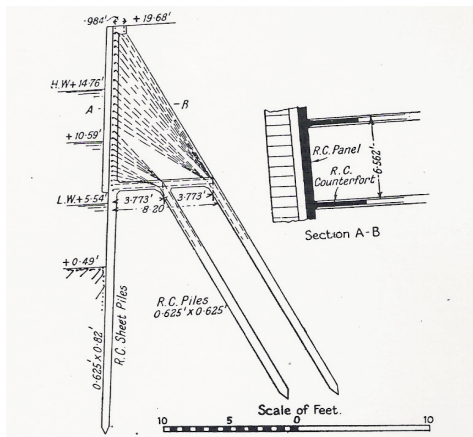 .984'
+19.68'
H.W+14.76'
A -
- B
+10.59'
L.W+5.54'
3.773'
3.773'
8.20
+0.49'
0.625' x 0.82'
R.C. Sheet Piles
R.C. Piles
0.625' x 0.625'
R.C. Panel
R.C.
Counterfort
6.562'
Section A-B
Scale of Feet.
10 5 0 10